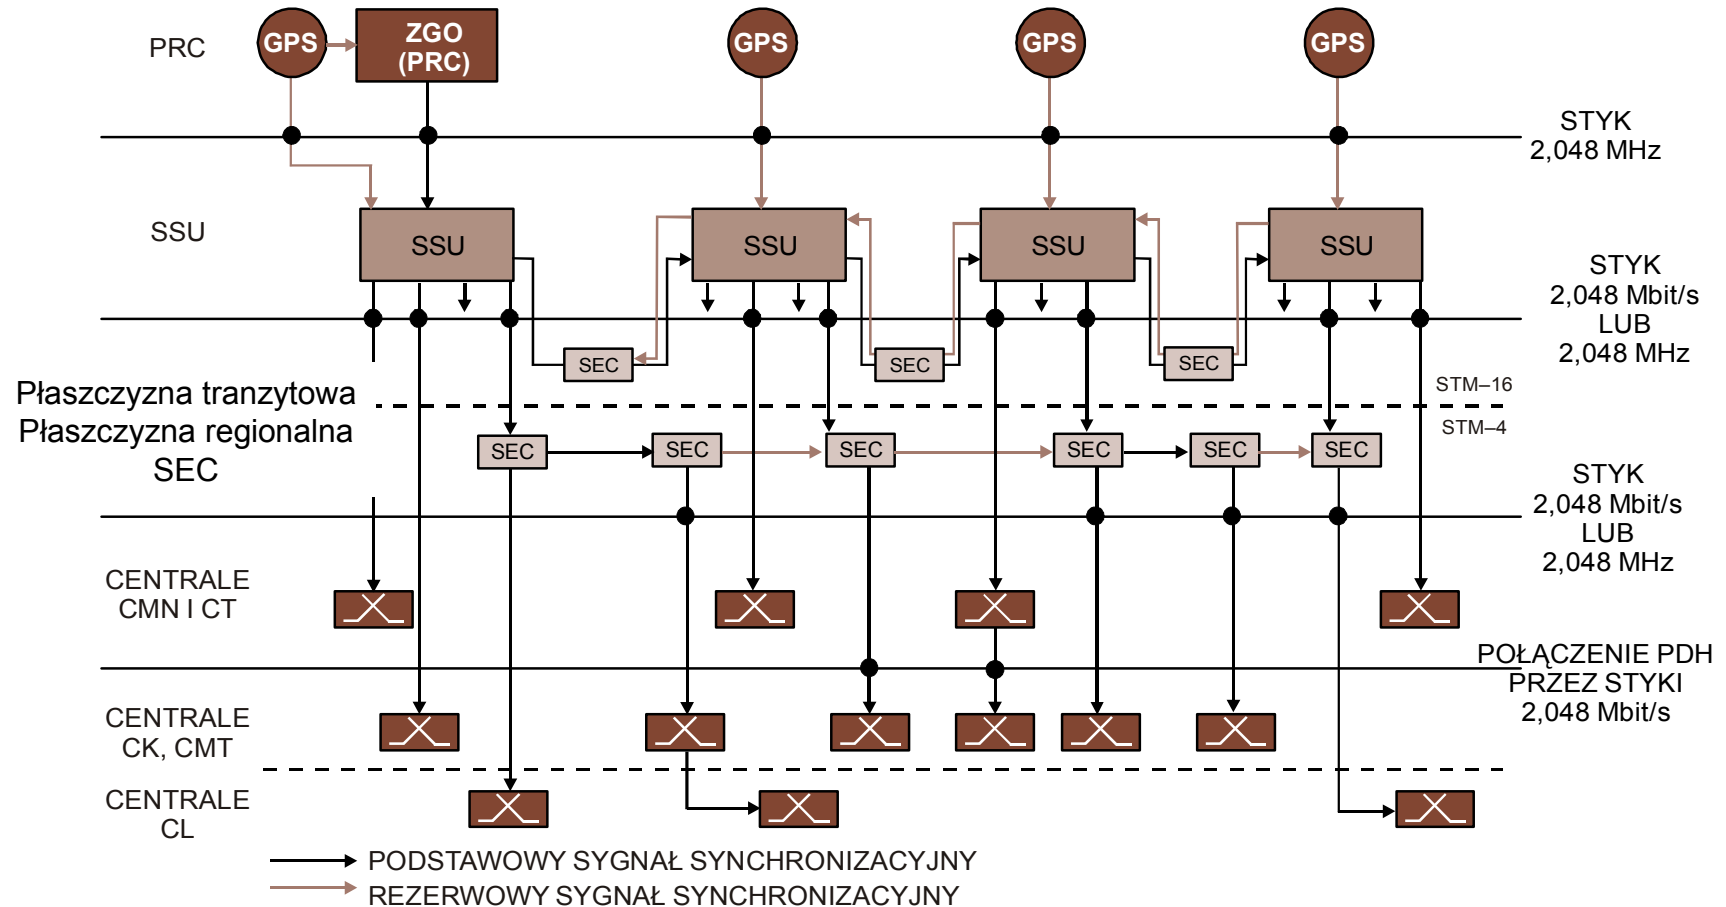 PRC
GPS
ZGO
(PRC)
GPS
GPS
GPS
STYK
2,048 MHz
SSU
SSU
SSU
SSU
SSU
STYK
2,048 Mbit/s
LUB
2,048 MHz
SEC
SEC
SEC
STM–16
Płaszczyzna tranzytowa
Płaszczyzna regionalna
SEC
STM–4
SEC
SEC
SEC
SEC
SEC
SEC
STYK
2,048 Mbit/s
LUB
2,048 MHz
CENTRALE
CMN I CT
POŁĄCZENIE PDH
PRZEZ STYKI
2,048 Mbit/s
CENTRALE
CK, CMT
CENTRALE
CL
PODSTAWOWY SYGNAŁ SYNCHRONIZACYJNY
REZERWOWY SYGNAŁ SYNCHRONIZACYJNY